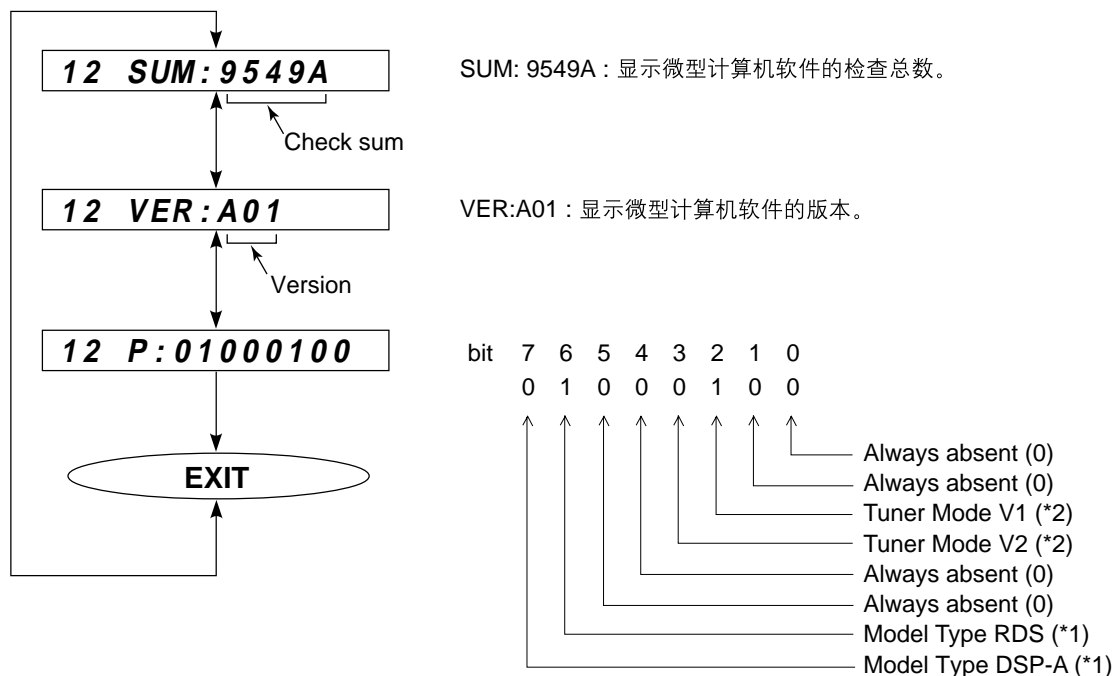 12 SUM:9549A
SUM: 9549A : 显示微型计算机软件的检查总数。
Check sum
12 VER:A01
VER:A01 : 显示微型计算机软件的版本。
Version
12 P:01000100
EXIT
bit 7 6 5 4 3 2 1 0
0 1 0 0 0 1 0 0
Always absent (0)
Always absent (0)
Tuner Mode V1 (*2)
Tuner Mode V2 (*2)
Always absent (0)
Always absent (0)
Model Type RDS (*1)
Model Type DSP-A (*1)